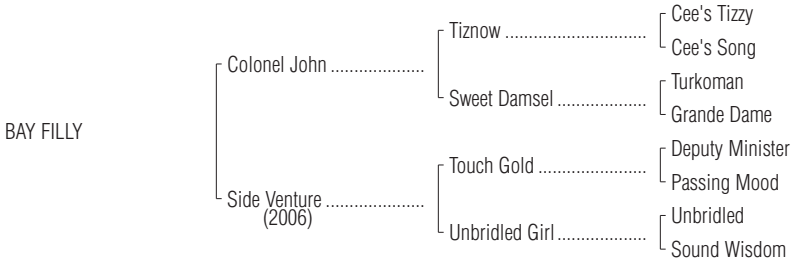 Cee's Tizzy
Tiznow ..............................
Cee's Song
Colonel John ....................
Turkoman
Sweet Damsel ...................
Grande Dame
BAY FILLY
Deputy Minister
Touch Gold .......................
Passing Mood
Side Venture .....................
(2006)
Unbridled
Unbridled Girl...................
Sound Wisdom